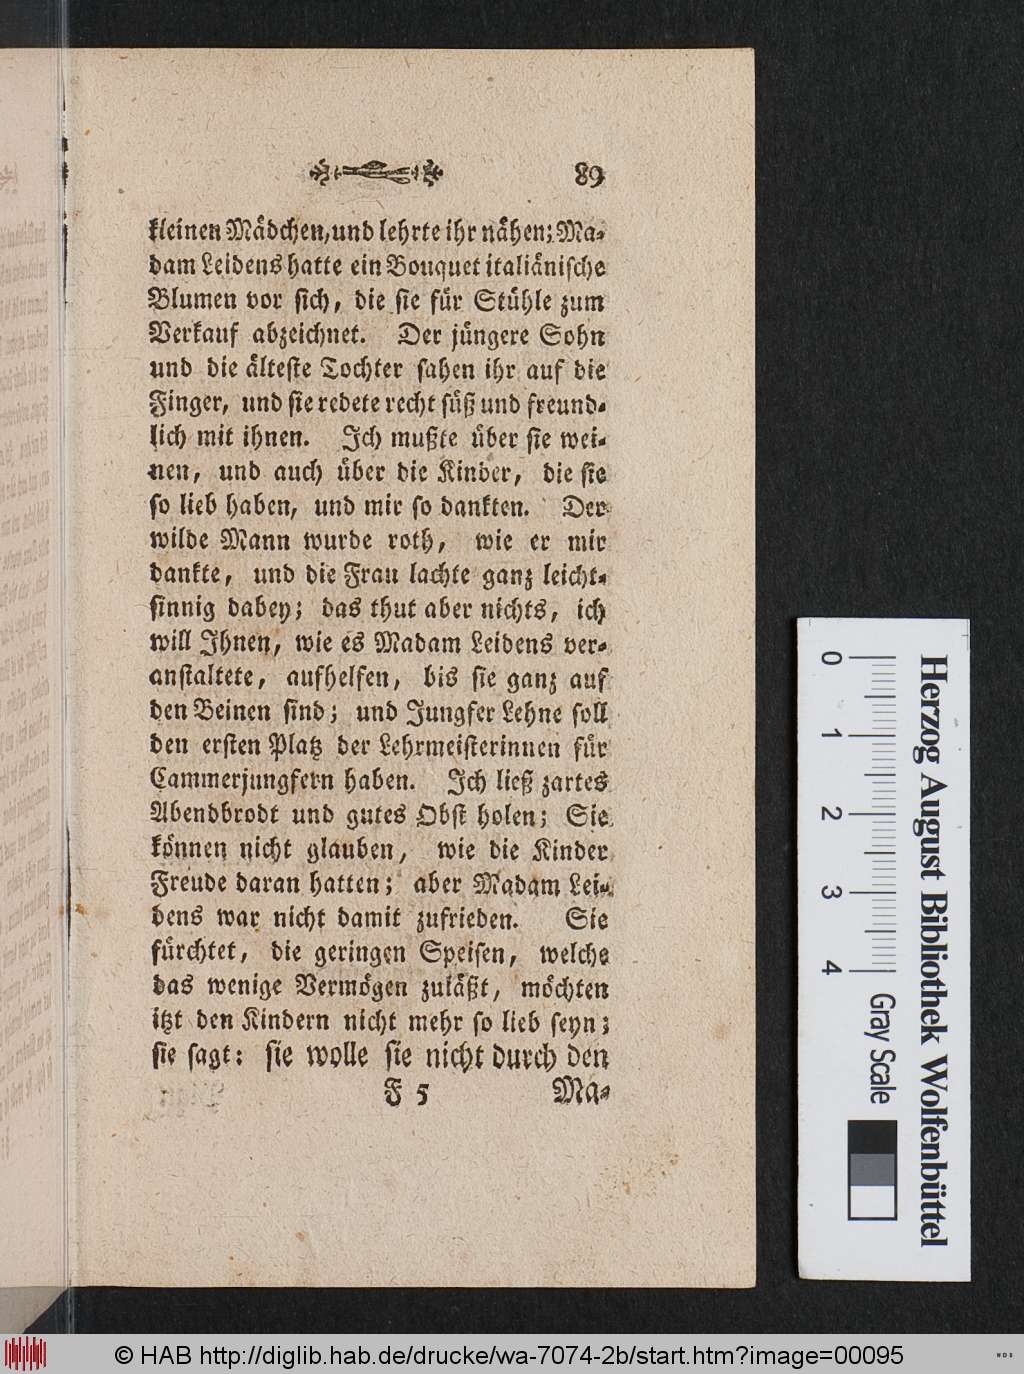 89
kleinen Mädchen, und lehrte ihr nähen; Ma-
dam Leidens hatte ein Bouquet italiänische
Blumen vor sich, die sie für Stühle zum
Verkauf abzeichnet. Der jüngere Sohn
und die älteste Tochter sahen ihr auf die
Finger, und sie redete recht süß und freund-
lich mit ihnen. Ich mußte über sie wei-
nen, und auch über die Kinder, die sie
so lieb haben, und mir so dankten. Der
wilde Mann wurde roth, wie er mir
dankte, und die Frau lachte ganz leicht-
sinnig dabey; das thut aber nichts, ich
will Ihnen, wie es Madam Leidens ver-
anstaltete, aufhelfen, bis sie ganz auf
den Beinen sind; und Jungfer Lehne soll
den ersten Platz der Lehrmeisterinnen für
Cammerjungfern haben. Ich ließ zartes
Abendbrodt und gutes Obst holen; Sie
können nicht glauben, wie die Kinder
Freude daran hatten; aber Madam Lei-
dens war nicht damit zufrieden. Sie
fürchtet, die geringen Speisen, welche
das wenige Vermögen zuläßt, möchten
itzt den Kindern nicht mehr so lieb seyn;
sie sagt: sie wolle sie nicht durch den
F 5 Ma-
0 1 2 3 4 Gray Scale
Herzog August Bibliothek Wolfenbüttel
© HAB http://diglib.hab.de/drucke/wa-7074-2b/start.htm?image=00095
WDB